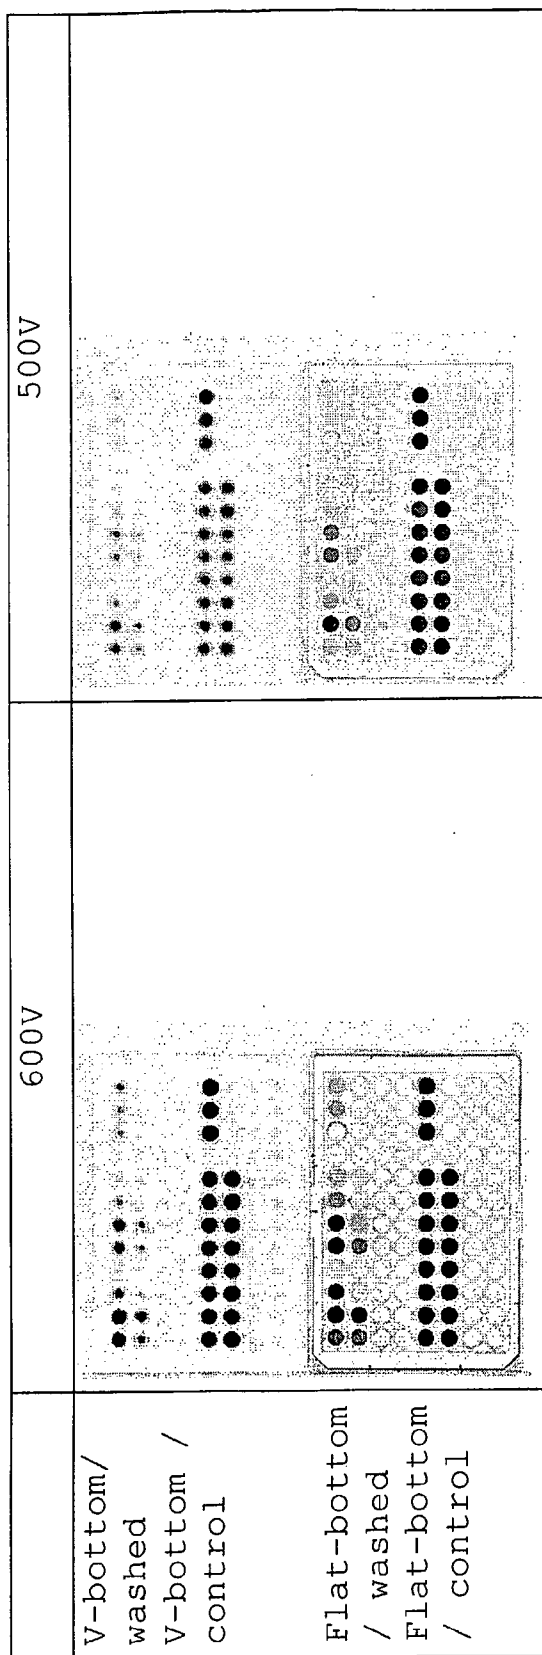 600V
500V
V-bottom/
washed
V-bottom /
control
Flat-bottom
/ washed
Flat-bottom
/ control